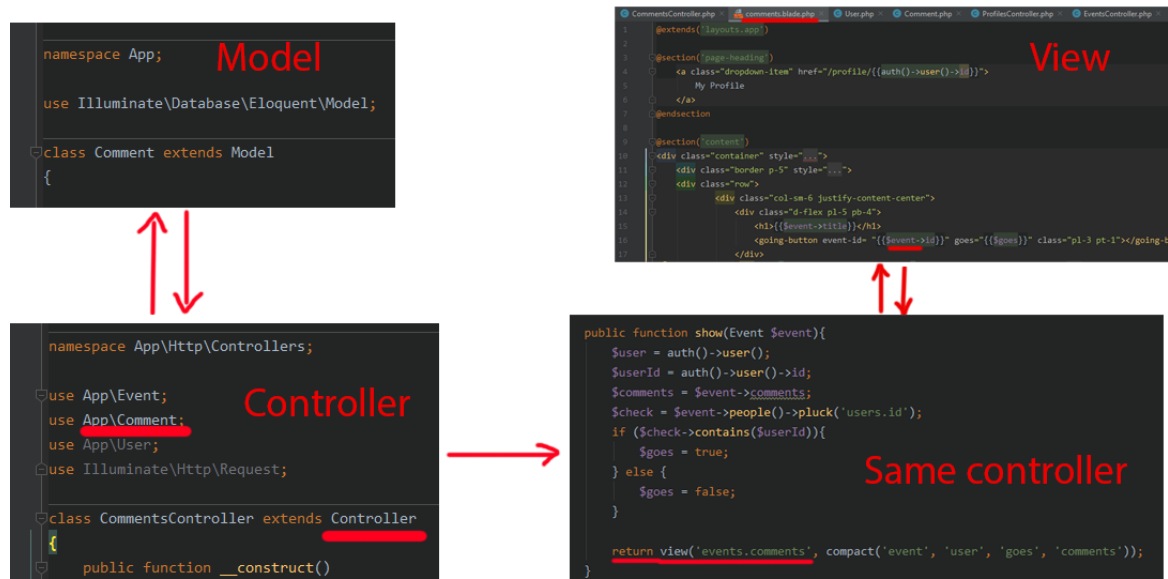 Model
namespace App;
use Illuminate\Database\Eloquent\Model;
class Comment extends Model
{
CommentsController.php comments.blade.php User.php Comment.php ProfilesController.php EventsController.php
View
1 @extends('layouts.app')
2
3 @section('page-heading')
4 <a class="dropdown-item" href="/profile/{{auth()->user()->id}}">
5 My Profile
6 </a>
7 @endsection
8
9 @section('content')
10 <div class="container" style="...">
11 <div class="border p-5" style="...">
12 <div class="row">
13 <div class="col-sm-6 justify-content-center">
14 <div class="d-flex pl-5 pb-4">
15 <h1>{{$event->title}}</h1>
16 <going-button event-id= "{{$event->id}}" goes="{{$goes}}" class="pl-3 pt-1"></going-b
17 </div>
namespace App\Http\Controllers;
use App\Event;
Controller
use App\Comment;
use App\User;
use Illuminate\Http\Request;
class CommentsController extends Controller
{
public function __construct()
public function show(Event $event){
$user = auth()->user();
$userId = auth()->user()->id;
$comments = $event->comments;
$check = $event->people()->pluck('users.id');
if ($check->contains($userId)){
$goes = true;
} else {
Same controller
$goes = false;
}
return view('events.comments', compact('event', 'user', 'goes', 'comments'));
}